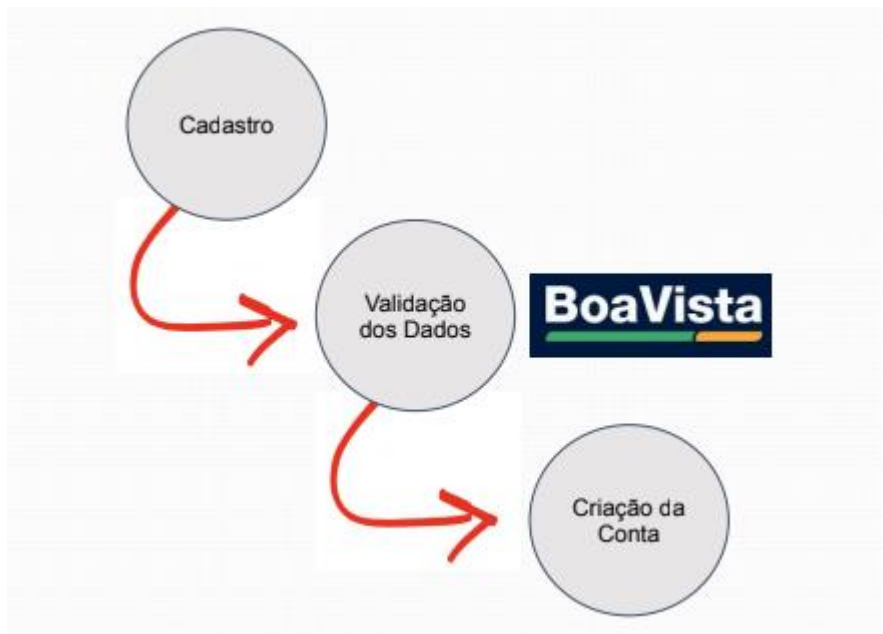 Cadastro
Validação
dos Dados
BoaVista
Criação da
Conta